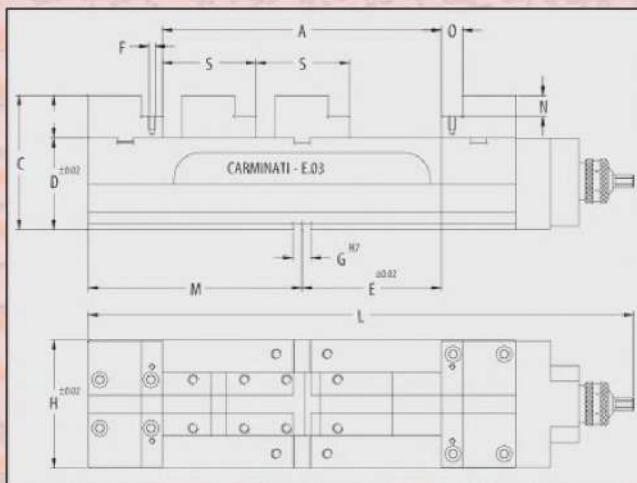 A
O
F
S
S
N
C
D ±0.02
CARMINATI - E.03
G H7
M
E ±0.02
L
H ±0.02